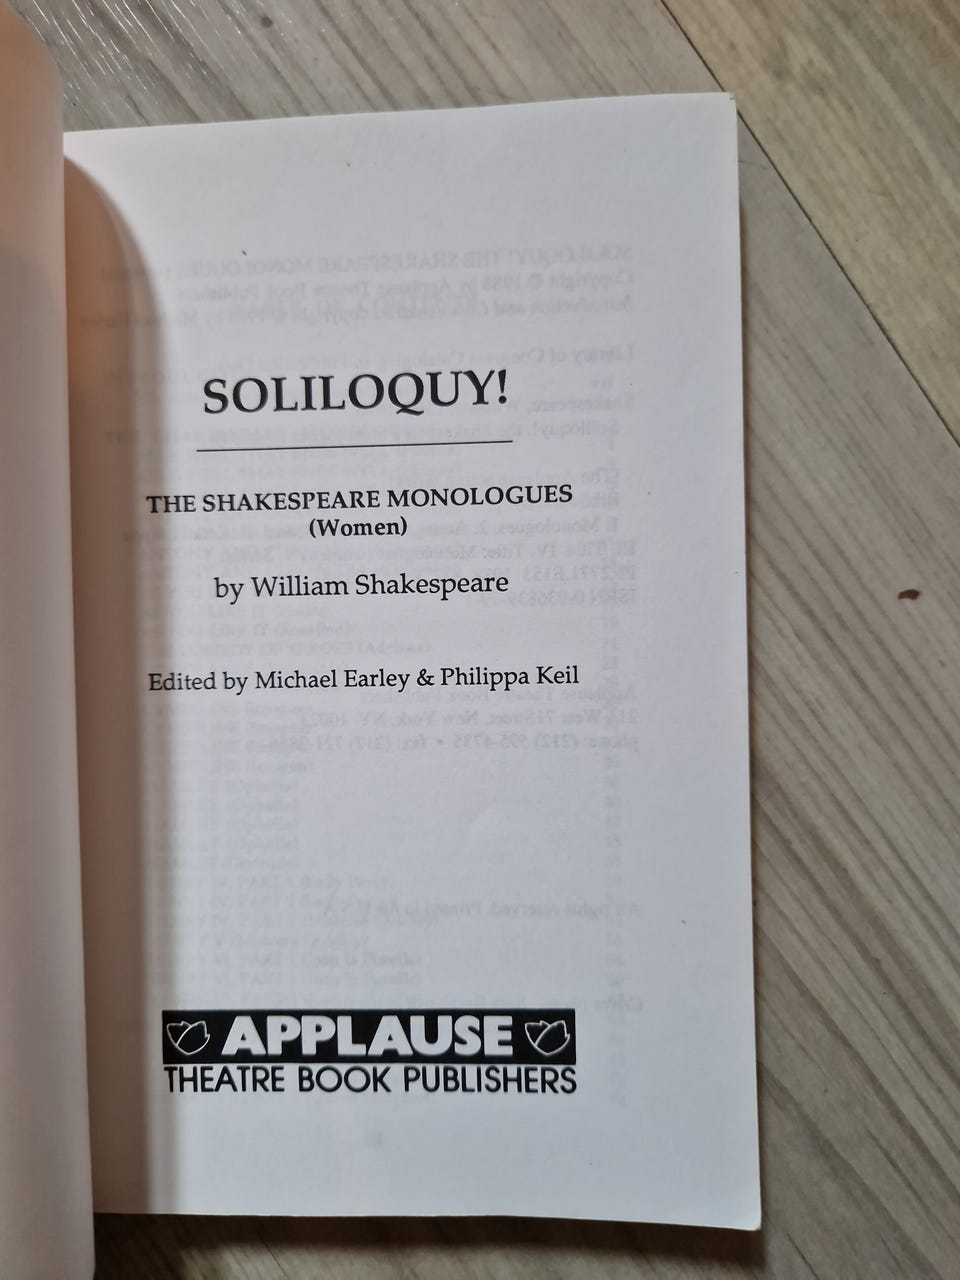 SOLILOQUY!
THE SHAKESPEARE MONOLOGUES
(Women)
by William Shakespeare
Edited by Michael Earley & Philippa Keil
APPLAUSE
THEATRE BOOK PUBLISHERS